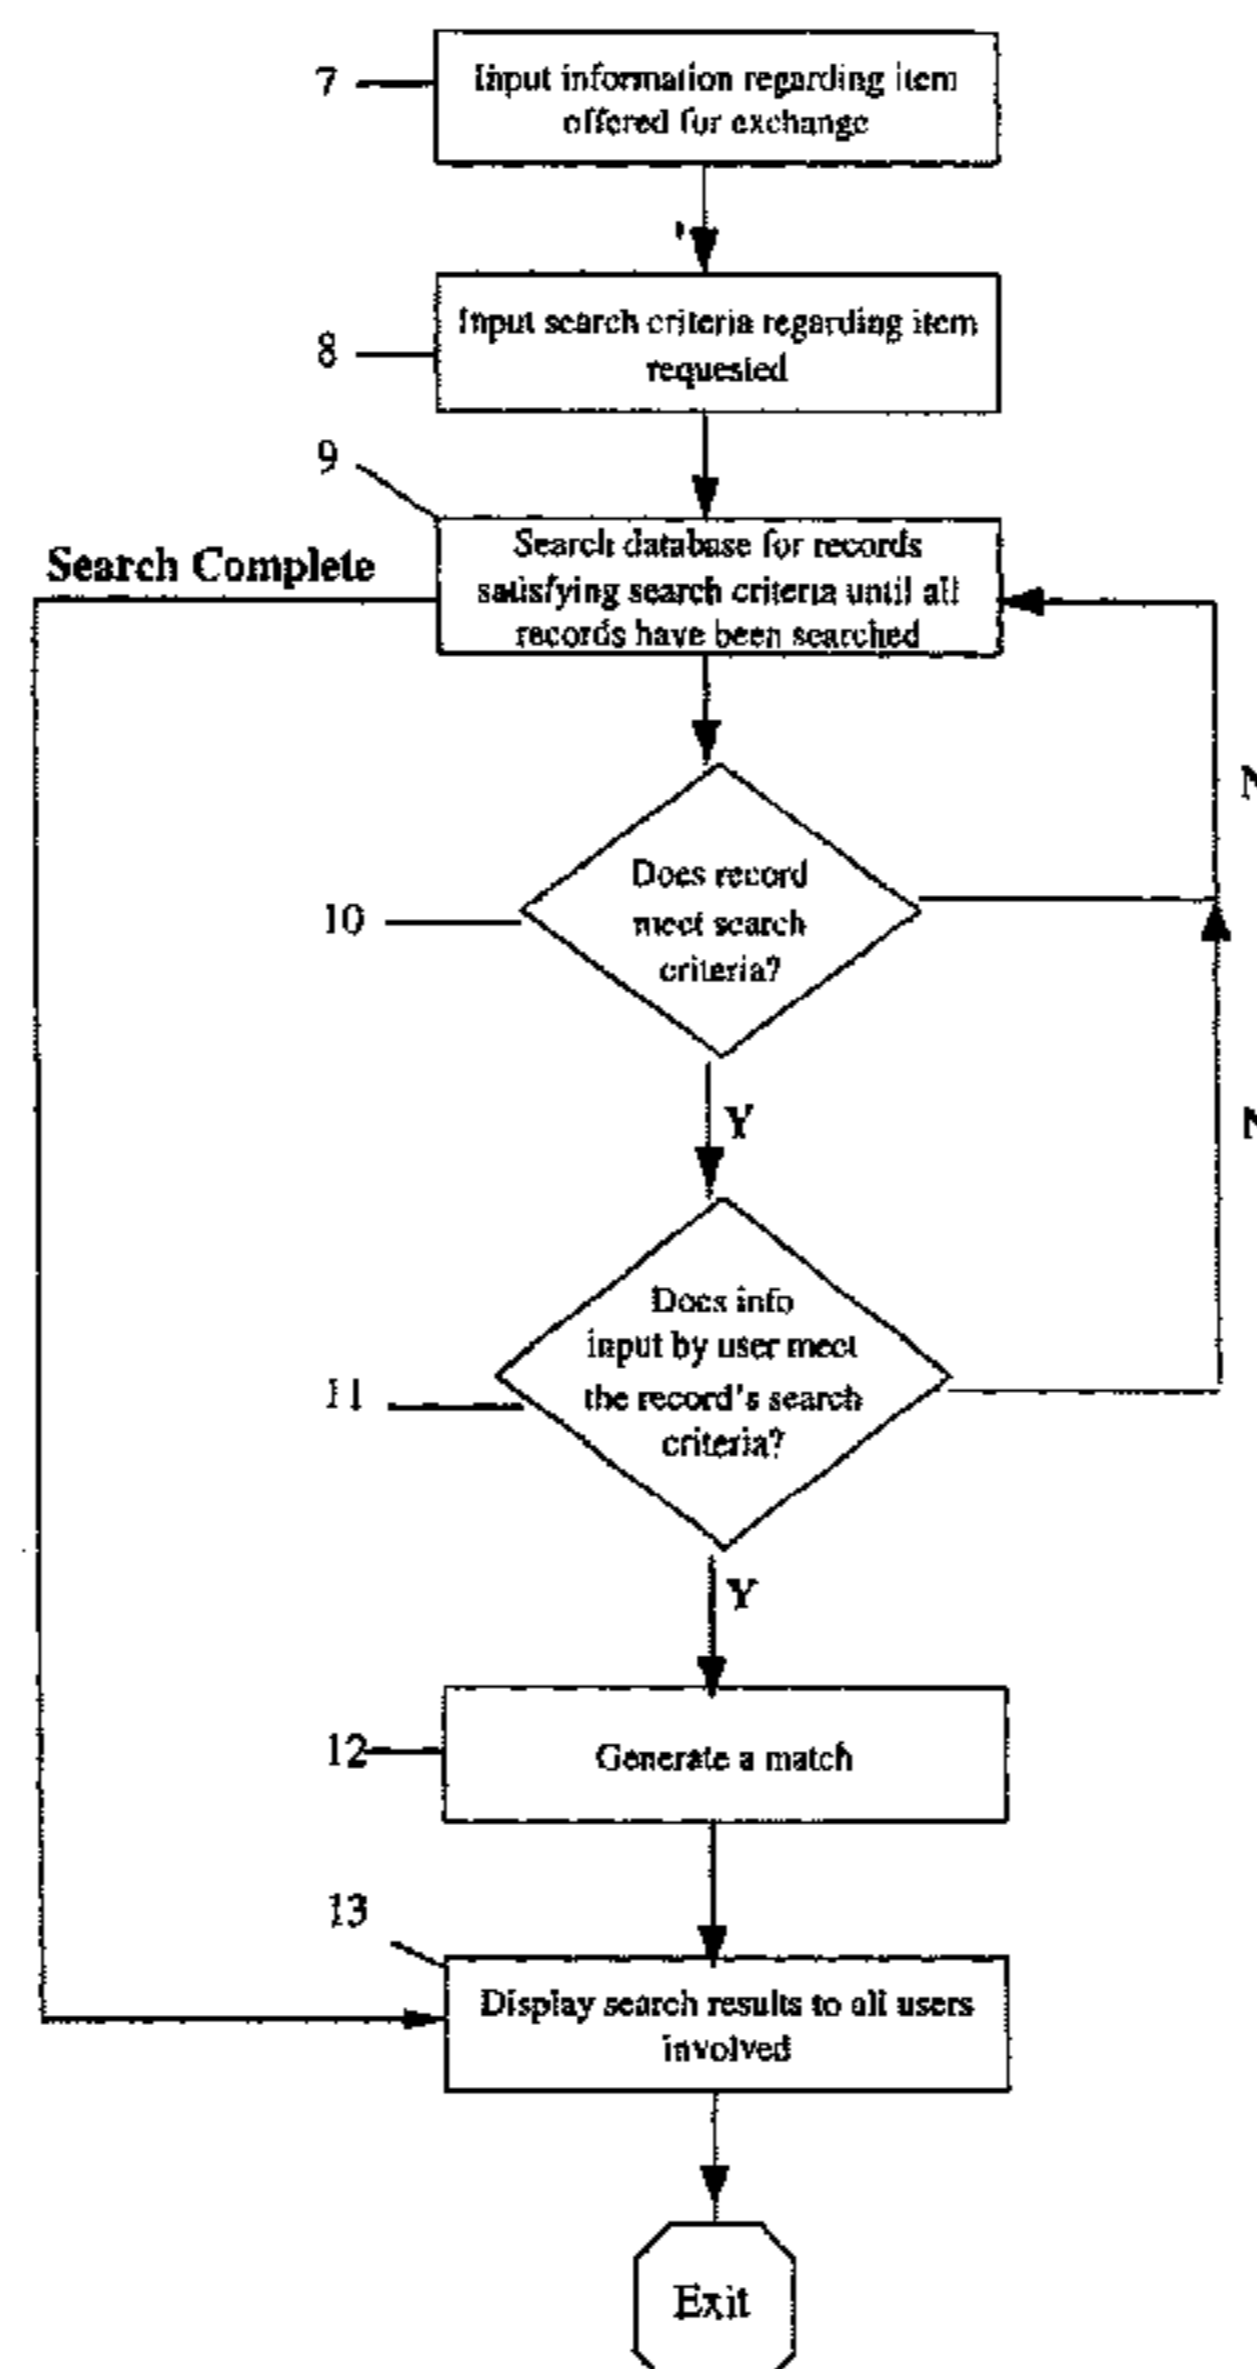 7
Input information regarding item
offered for exchange
8
Input search criteria regarding item
requested
9
Search Complete
Search database for records
satisfying search criteria until all
records have been searched
N
10
Does record
meet search
criteria?
Y
N
11
Does info
input by user meet
the record's search
criteria?
Y
12
Generate a match
13
Display search results to all users
involved
Exit